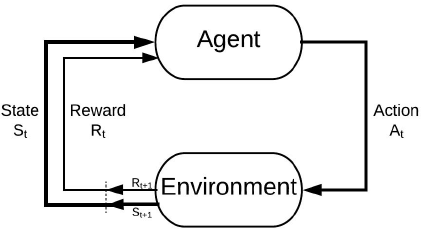 Agent
State
St
Reward
Rt
Action
At
Rt+1
Environment
St+1